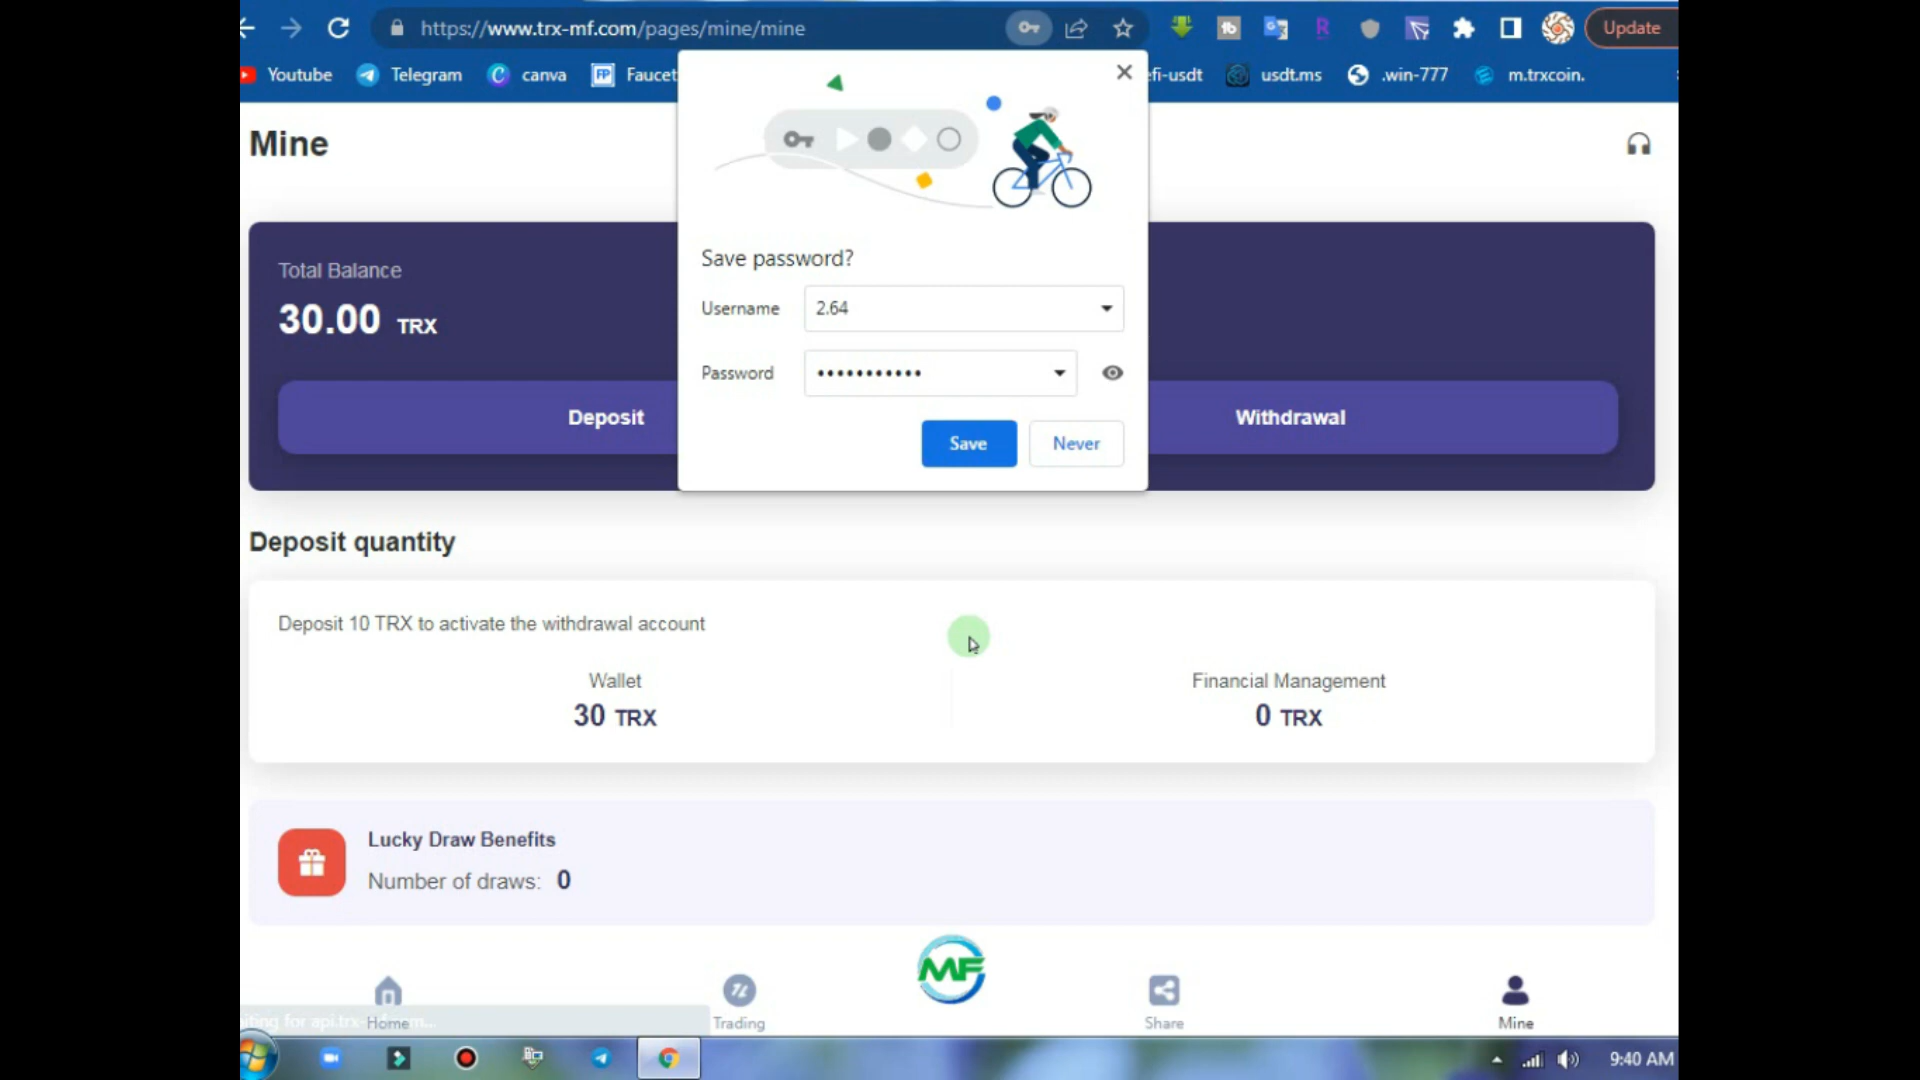 https://www.trx-mf.com/pages/mine/mine
Update
Youtube
Telegram
canva
FP
Faucet
efi-usdt
usdt.ms
.win-777
m.trxcoin.
Mine
Save password?
Username
2.64
Password
•••••••••••
Save
Never
Total Balance
30.00 TRX
Deposit
Withdrawal
Deposit quantity
Deposit 10 TRX to activate the withdrawal account
Wallet
30 TRX
Financial Management
0 TRX
Lucky Draw Benefits
Number of draws: 0
MF
Home
Trading
Share
Mine
9:40 AM